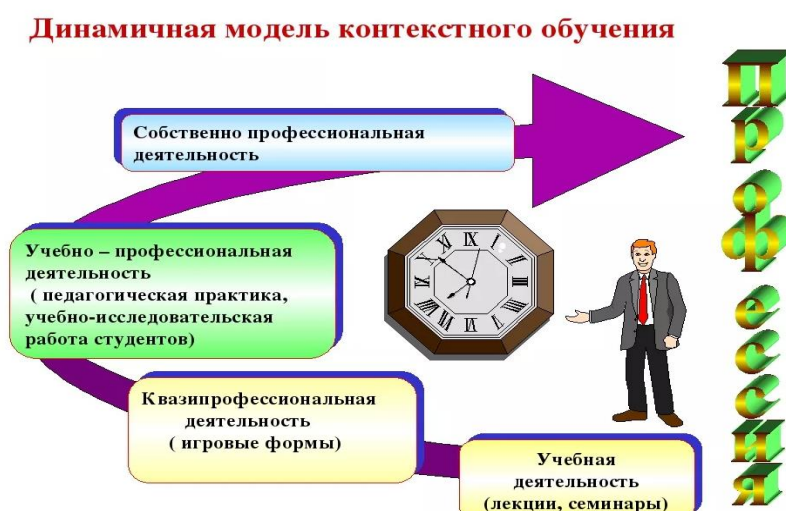 Динамичная модель контекстного обучения
Собственно профессиональная
деятельность
Учебно – профессиональная
деятельность
( педагогическая практика,
учебно-исследовательская
работа студентов)
Квазипрофессиональная
деятельность
( игровые формы)
Учебная
деятельность
(лекции, семинары)
Профессия